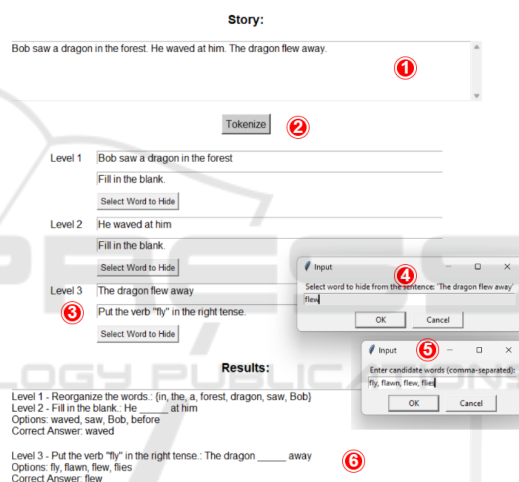 Story:
Bob saw a dragon in the forest. He waved at him. The dragon flew away.
1
Tokenize
2
Level 1
Bob saw a dragon in the forest
Fill in the blank.
Select Word to Hide
Level 2
He waved at him
Fill in the blank.
Select Word to Hide
Level 3
The dragon flew away
3
Put the verb "fly" in the right tense.
Select Word to Hide
Input
4
Select word to hide from the sentence: 'The dragon flew away'
flew
OK Cancel
Input
5
Enter candidate words (comma-separated):
fly, flawn, flew, flies
OK Cancel
Results:
Level 1 - Reorganize the words.: {in, the, a, forest, dragon, saw, Bob}
Level 2 - Fill in the blank.: He _____ at him
Options: waved, saw, Bob, before
Correct Answer: waved
Level 3 - Put the verb "fly" in the right tense.: The dragon _____ away
6
Options: fly, flawn, flew, flies
Correct Answer: flew